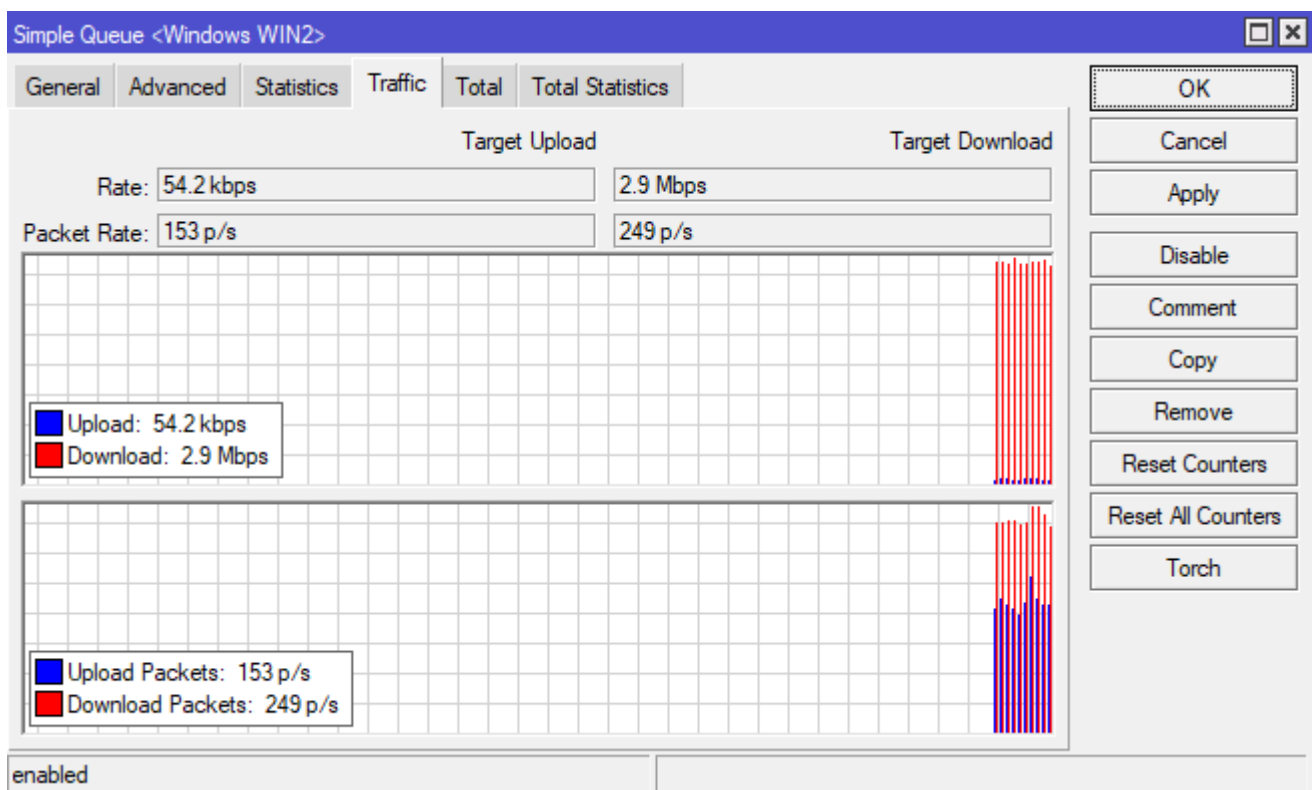 Simple Queue <Windows WIN2>
General Advanced Statistics Traffic Total Total Statistics
Target Upload Target Download
Rate: 54.2 kbps 2.9 Mbps
Packet Rate: 153 p/s 249 p/s
Upload: 54.2 kbps
Download: 2.9 Mbps
Upload Packets: 153 p/s
Download Packets: 249 p/s
OK
Cancel
Apply
Disable
Comment
Copy
Remove
Reset Counters
Reset All Counters
Torch
enabled